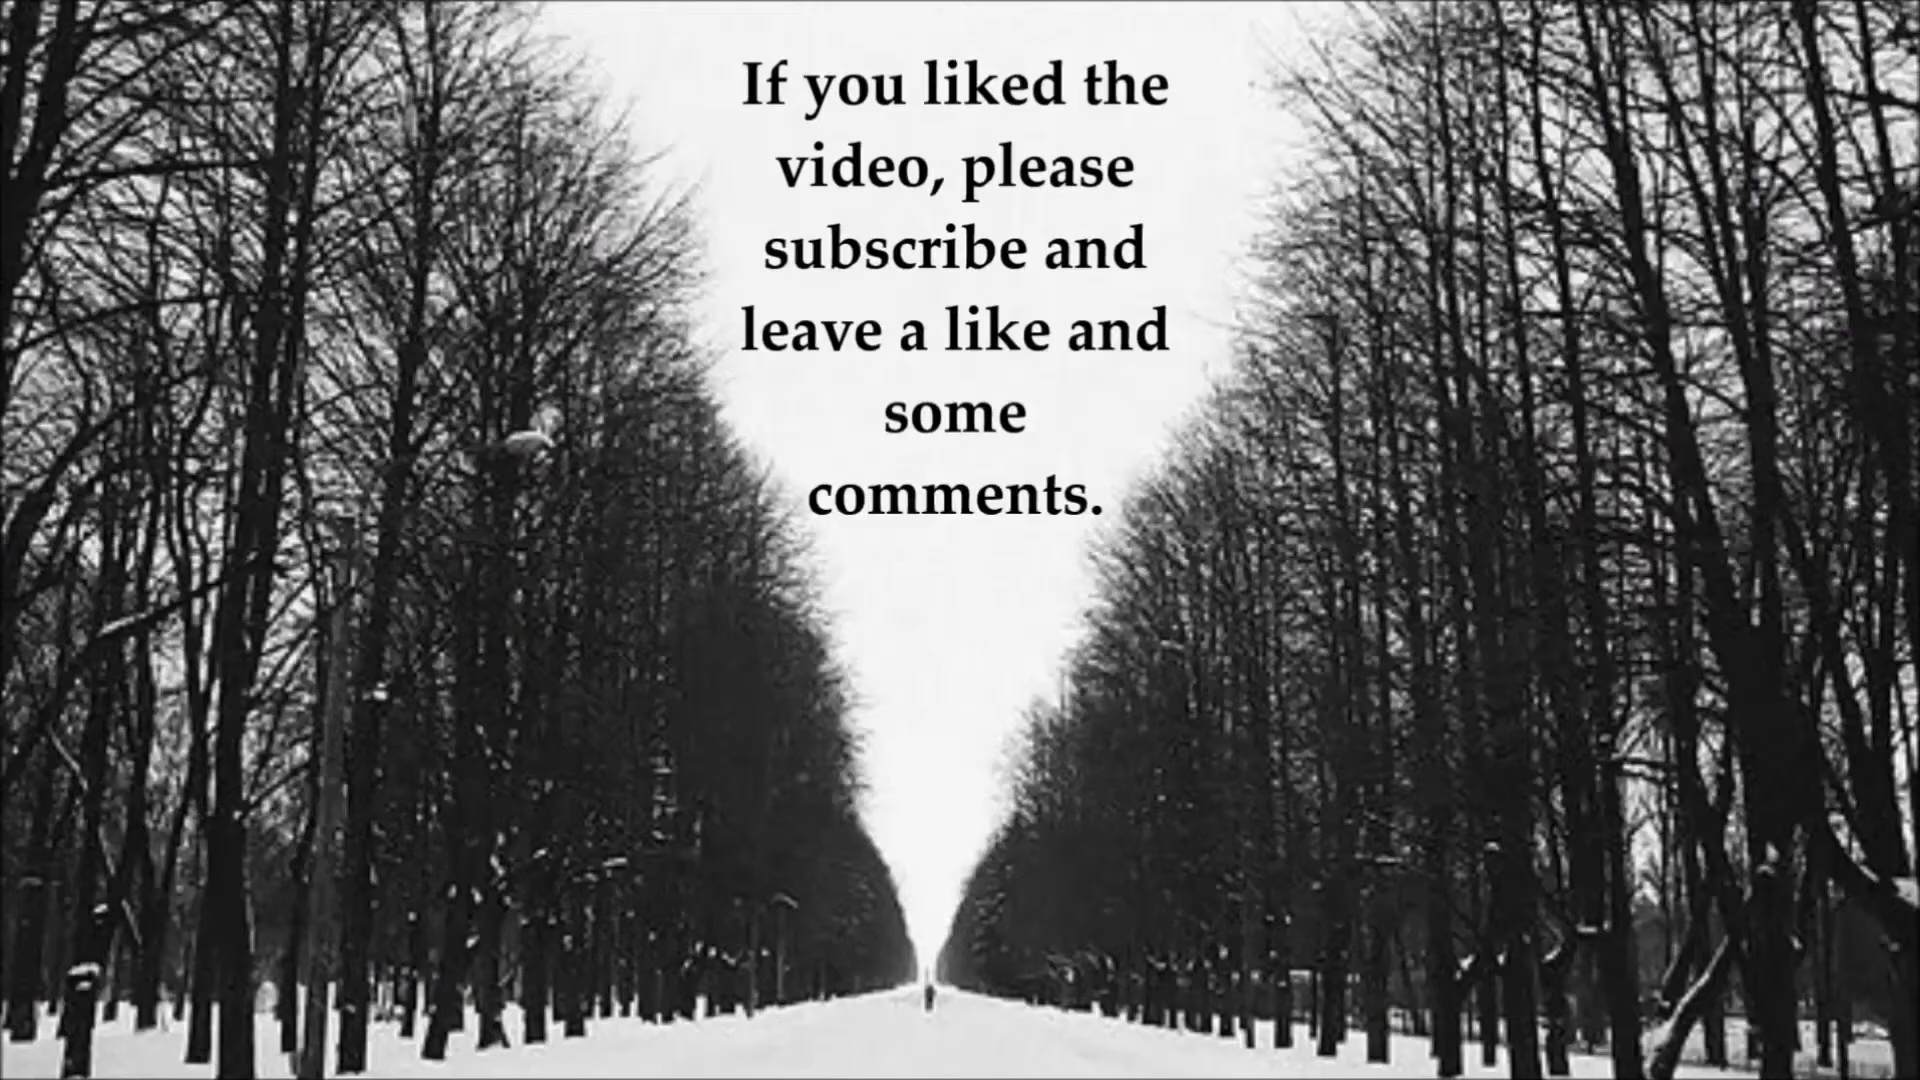 If you liked the
video, please
subscribe and
leave a like and
some
comments.